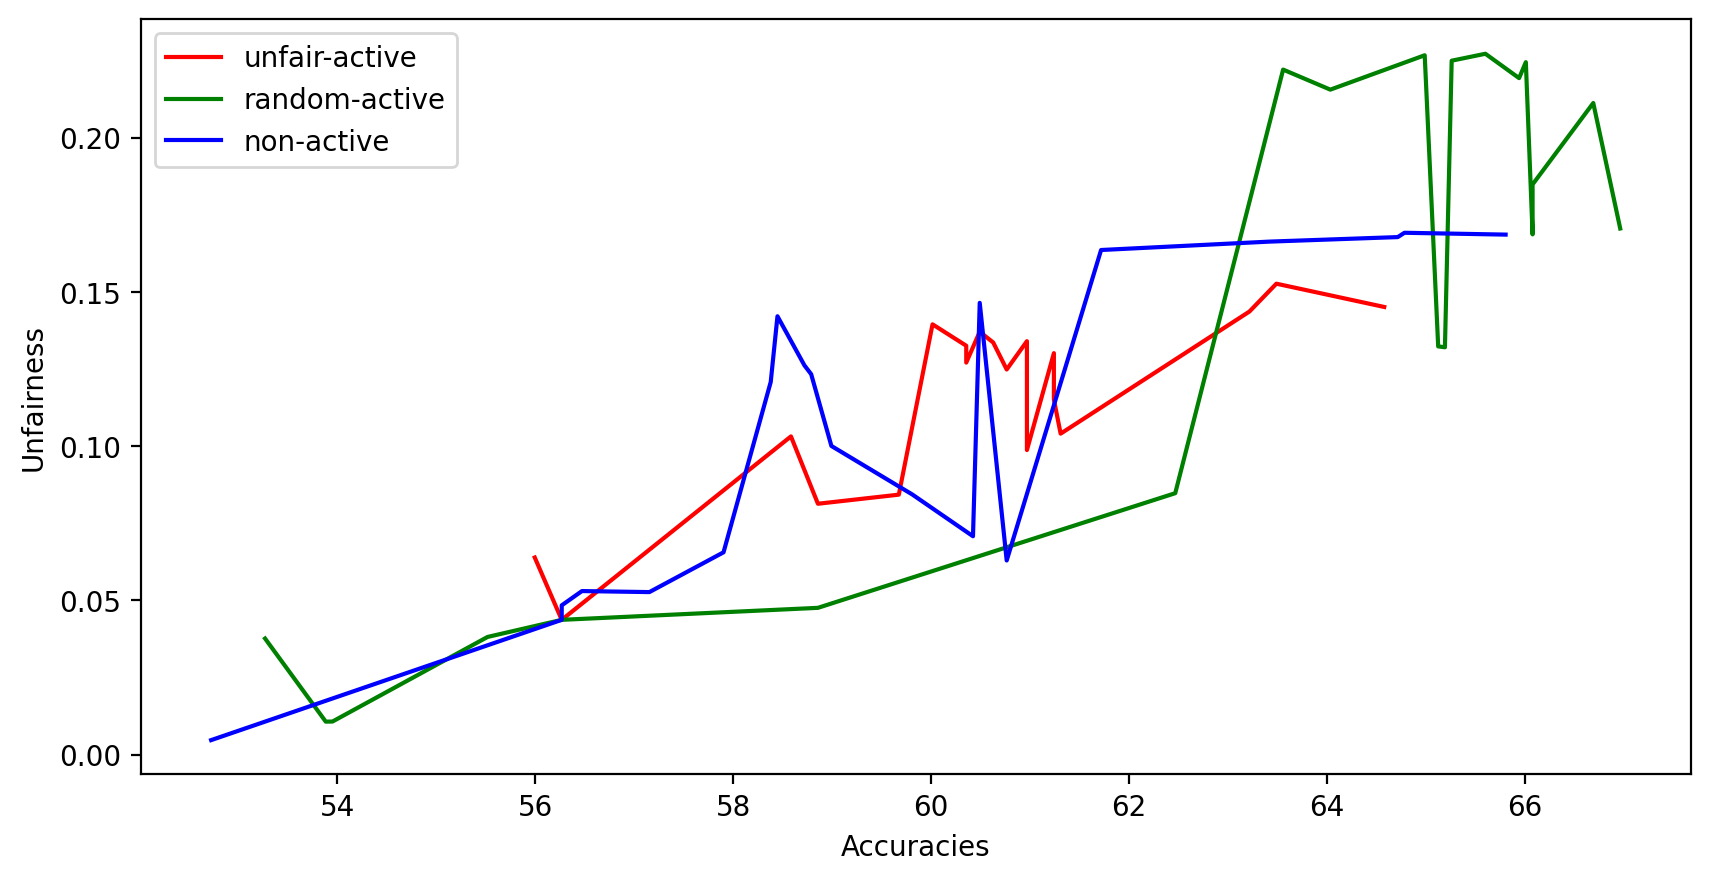 unfair-active
random-active
non-active
Unfairness
0.20
0.15
0.10
0.05
0.00
54 56 58 60 62 64 66
Accuracies